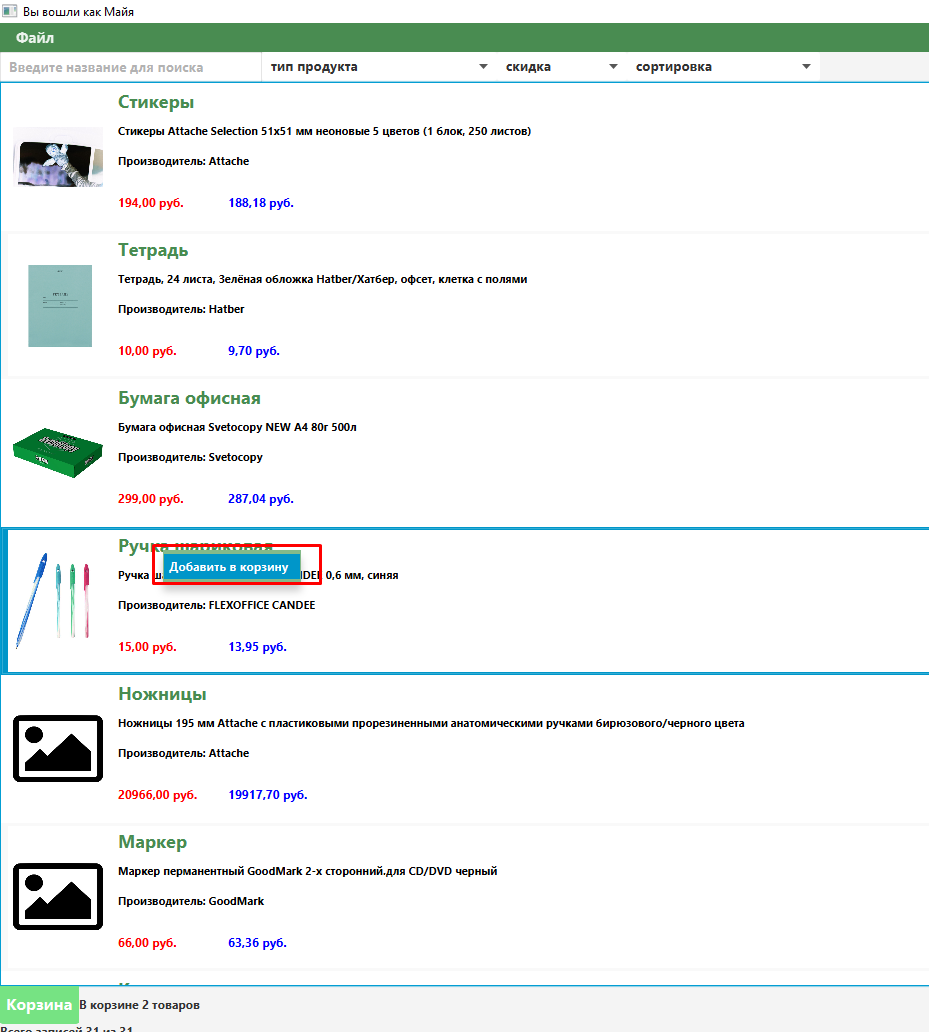 Вы вошли как Майя
Файл
Введите название для поиска тип продукта скидка сортировка
Стикеры
Стикеры Attache Selection 51x51 мм неоновые 5 цветов (1 блок, 250 листов)
Производитель: Attache
194,00 руб. 188,18 руб.
Тетрадь
Тетрадь, 24 листа, Зелёная обложка Hatber/Хатбер, офсет, клетка с полями
Производитель: Hatber
10,00 руб. 9,70 руб.
Бумага офисная
Бумага офисная Svetocopy NEW A4 80г 500л
Производитель: Svetocopy
299,00 руб. 287,04 руб.
Ручка шариковая
Добавить в корзину
Ручка 0,6 мм, синяя
Производитель: FLEXOFFICE CANDEE
15,00 руб. 13,95 руб.
Ножницы
Ножницы 195 мм Attache с пластиковыми прорезиненными анатомическими ручками бирюзового/черного цвета
Производитель: Attache
20966,00 руб. 19917,70 руб.
Маркер
Маркер перманентный GoodMark 2-х сторонний.для CD/DVD черный
Производитель: GoodMark
66,00 руб. 63,36 руб.
Корзина В корзине 2 товаров
Всего записей 31 из 31